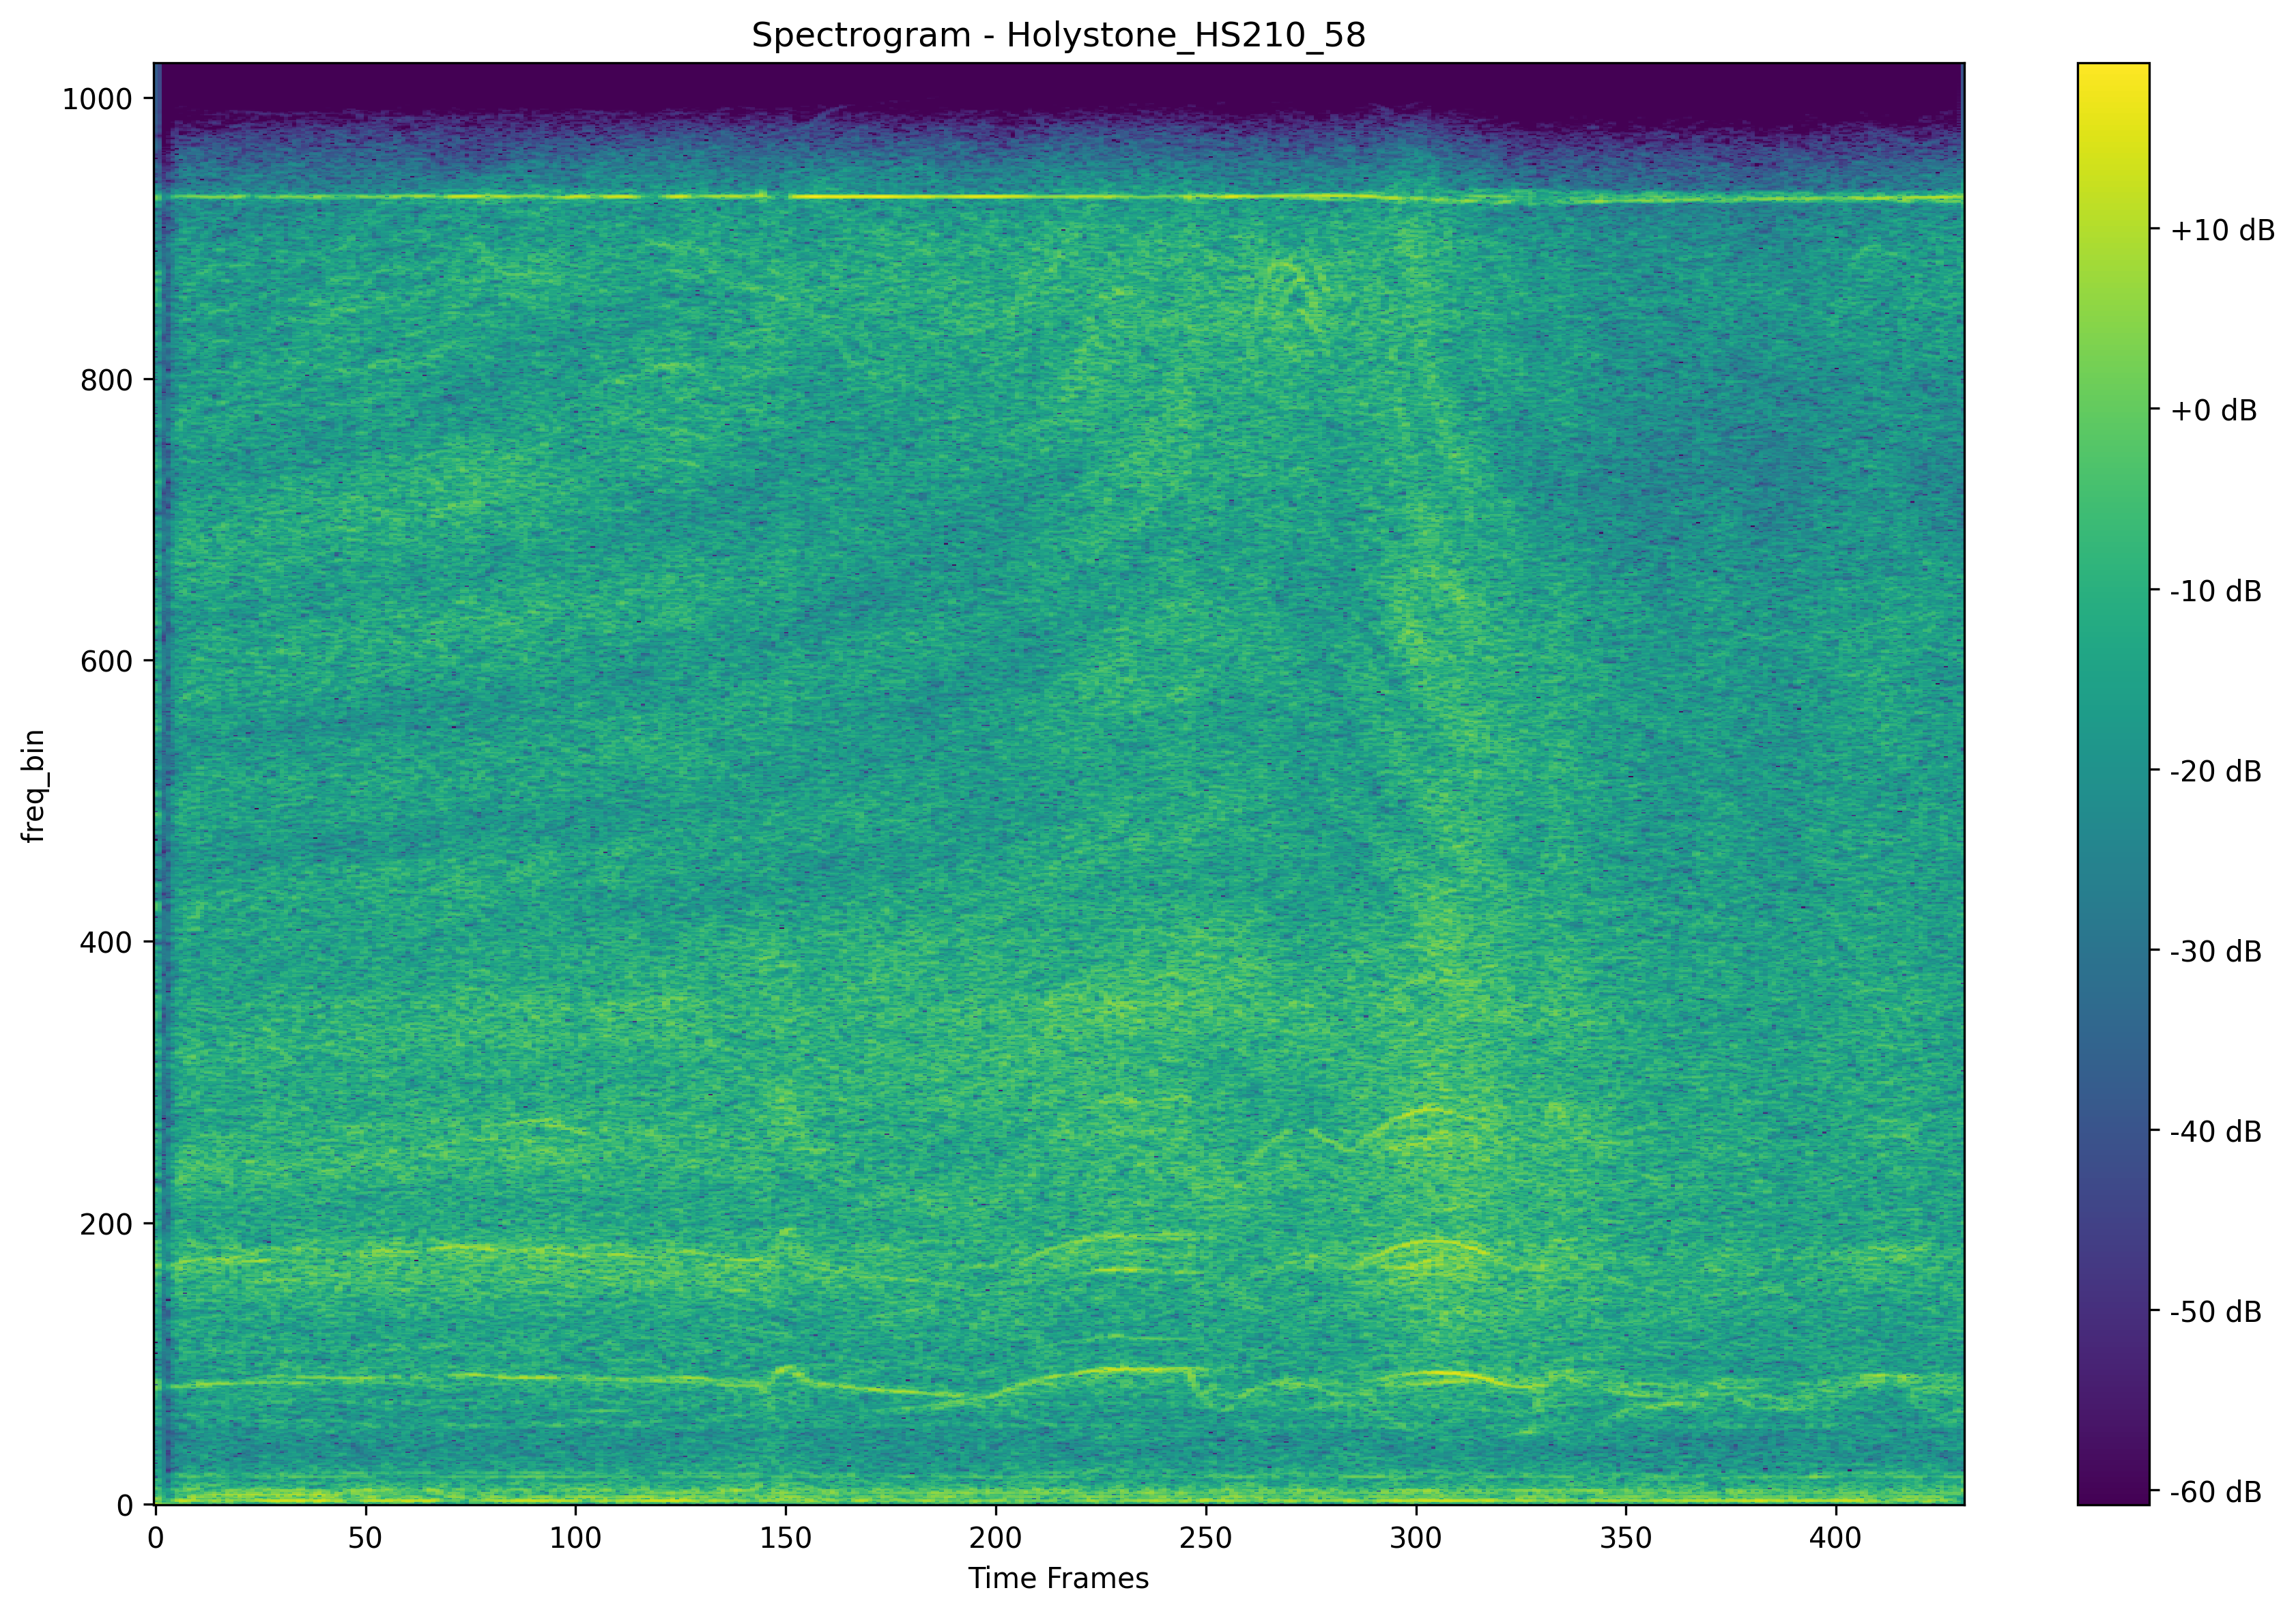 Spectrogram - Holystone_HS210_58
1000
800
600
400
200
0
freq_bin
0 50 100 150 200 250 300 350 400
Time Frames
+10 dB
+0 dB
-10 dB
-20 dB
-30 dB
-40 dB
-50 dB
-60 dB